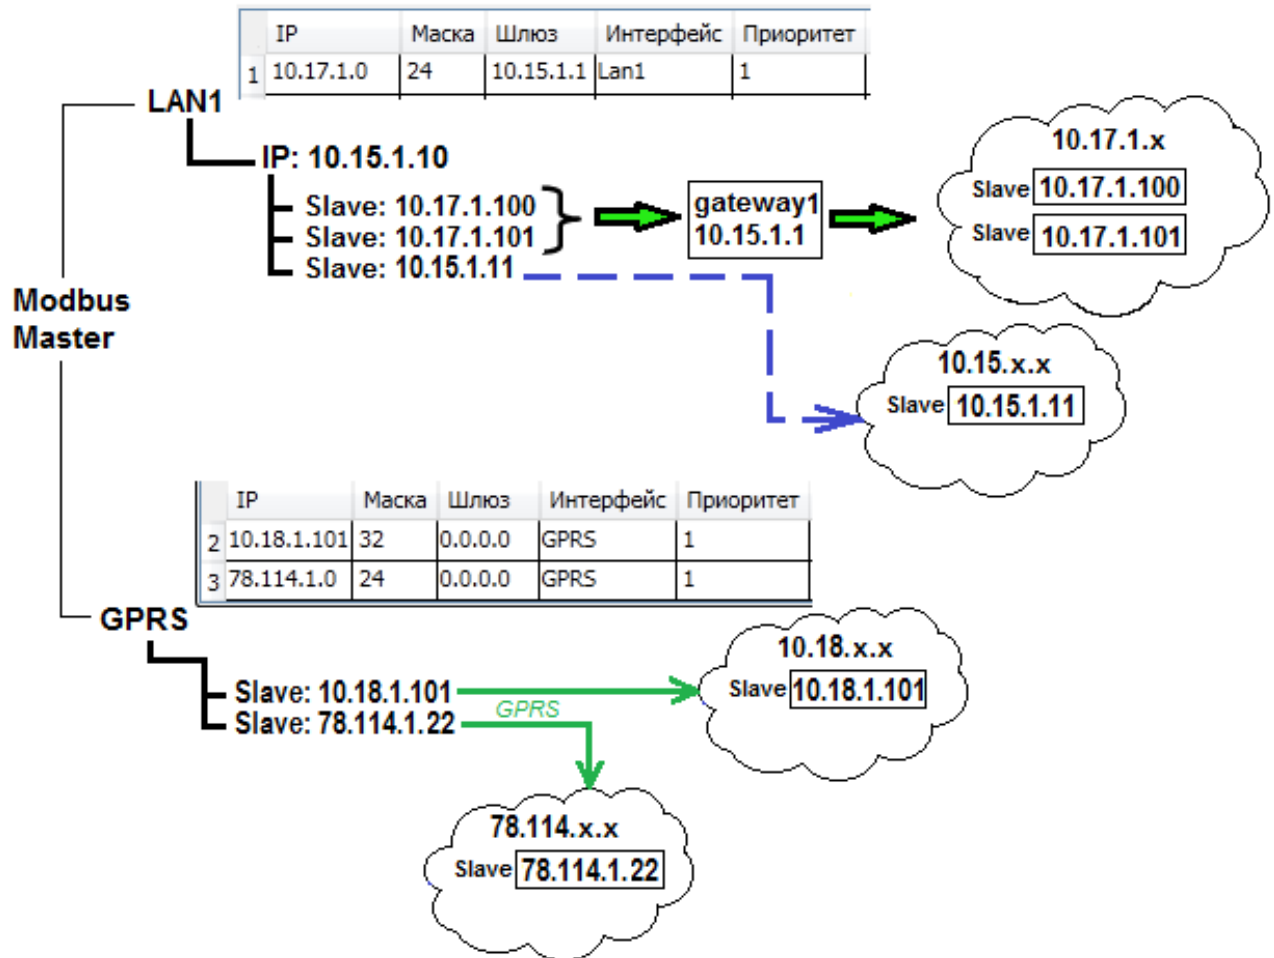 IP Маска Шлюз Интерфейс Приоритет
1 10.17.1.0 24 10.15.1.1 Lan1 1
LAN1
IP: 10.15.1.10
Slave: 10.17.1.100
Slave: 10.17.1.101
Slave: 10.15.1.11
gateway1
10.15.1.1
10.17.1.x
Slave 10.17.1.100
Slave 10.17.1.101
Modbus
Master
10.15.x.x
Slave 10.15.1.11
IP Маска Шлюз Интерфейс Приоритет
2 10.18.1.101 32 0.0.0.0 GPRS 1
3 78.114.1.0 24 0.0.0.0 GPRS 1
GPRS
Slave: 10.18.1.101
Slave: 78.114.1.22
GPRS
10.18.x.x
Slave 10.18.1.101
78.114.x.x
Slave 78.114.1.22